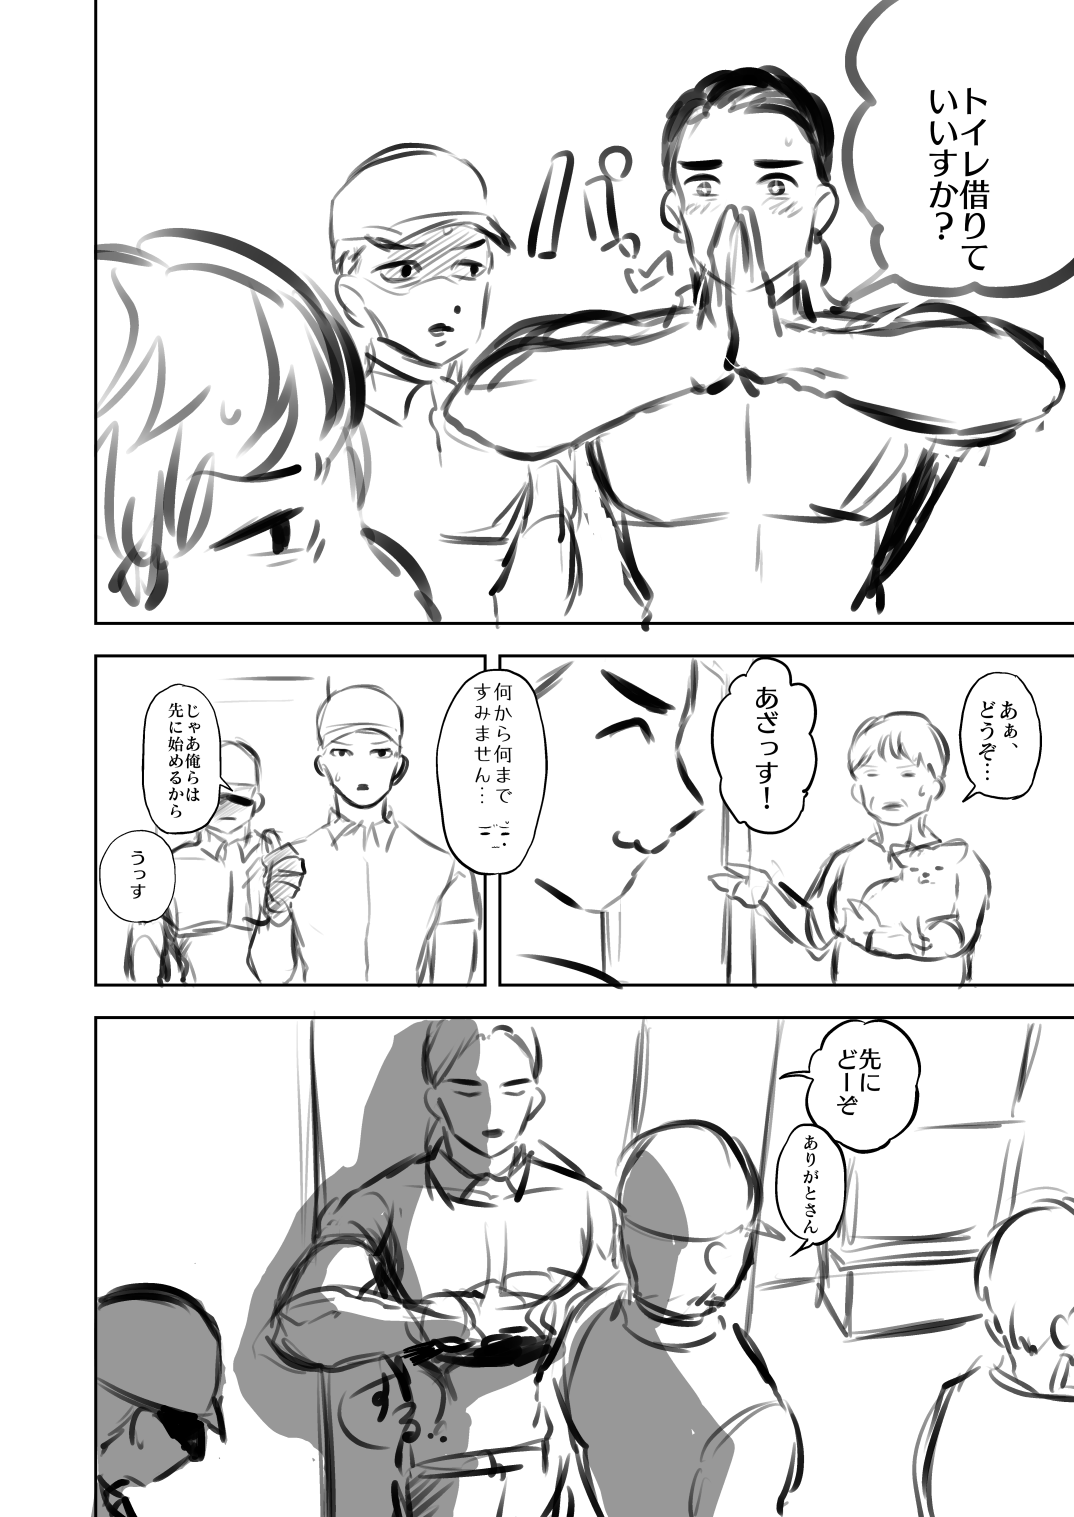 トイレ借りて
いいすか？
パンッ
あぁ、
どうぞ…
あざっす！
何から何まで
すみません…
じゃあ俺らは
先に始めるから
うっす
先に
どーぞ
ありがとさん
する…